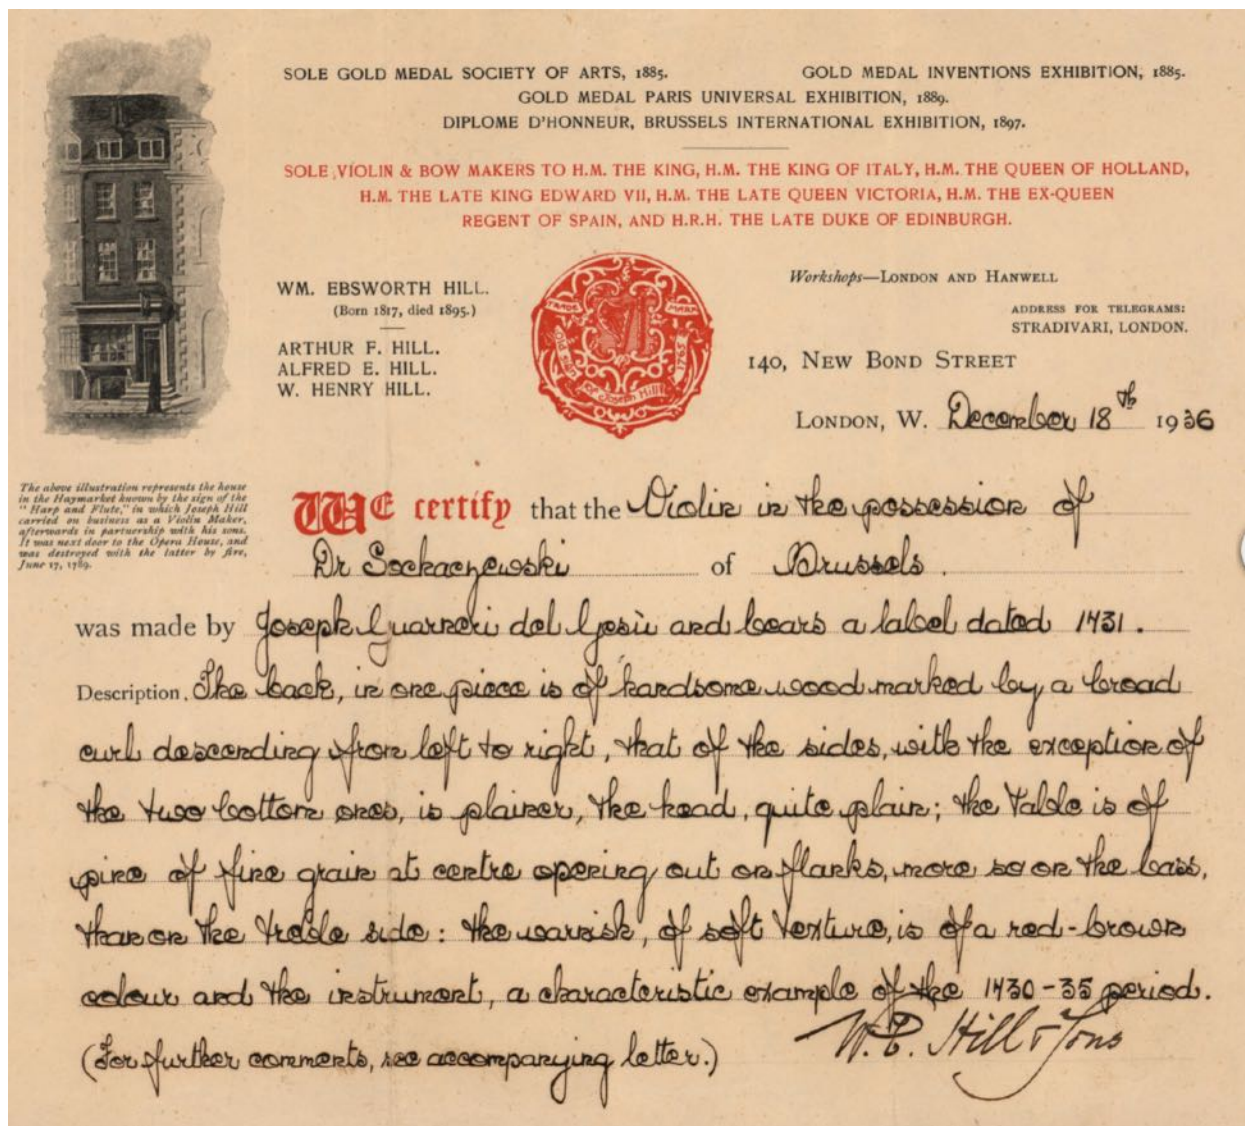 SOLE GOLD MEDAL SOCIETY OF ARTS, 1885. GOLD MEDAL INVENTIONS EXHIBITION, 1885.
GOLD MEDAL PARIS UNIVERSAL EXHIBITION, 1889.
DIPLOME D'HONNEUR, BRUSSELS INTERNATIONAL EXHIBITION, 1897.
SOLE VIOLIN & BOW MAKERS TO H.M. THE KING, H.M. THE KING OF ITALY, H.M. THE QUEEN OF HOLLAND,
H.M. THE LATE KING EDWARD VII, H.M. THE LATE QUEEN VICTORIA, H.M. THE EX-QUEEN
REGENT OF SPAIN, AND H.R.H. THE LATE DUKE OF EDINBURGH.
WM. EBSWORTH HILL.
(Born 1817, died 1895.)
ARTHUR F. HILL.
ALFRED E. HILL.
W. HENRY HILL.
TRADE MARK
of Joseph Hill 1765
Workshops—LONDON AND HANWELL
ADDRESS FOR TELEGRAMS:
STRADIVARI, LONDON.
140, NEW BOND STREET
LONDON, W. December 18th 1936
The above illustration represents the house
in the Haymarket known by the sign of the
"Harp and Flute," in which Joseph Hill
carried on business as a Violin Maker,
afterwards in partnership with his sons.
It was next door to the Opera House, and
was destroyed with the latter by fire,
June 17, 1789.
WE certify that the Violin in the possession of
Dr Sochaczewski of Brussels.
was made by Joseph Guarneri del Gesù and bears a label dated 1731.
Description. The back, in one piece is of handsome wood marked by a broad
curl descending from left to right, that of the sides, with the exception of
the two bottom ones, is plainer, the head, quite plain; the table is of
pine of fine grain at centre opening out on flanks, more so on the bass,
than on the treble side: the varnish, of soft texture, is of a red-brown
colour and the instrument, a characteristic example of the 1730-35 period.
(For further comments, see accompanying letter.)
W.E. Hill & Sons